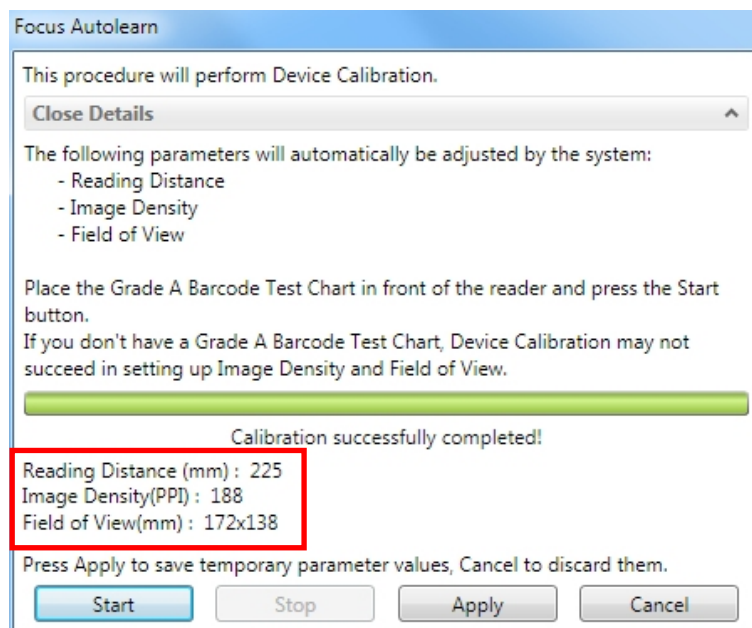 Focus Autolearn
This procedure will perform Device Calibration.
Close Details
The following parameters will automatically be adjusted by the system:
- Reading Distance
- Image Density
- Field of View
Place the Grade A Barcode Test Chart in front of the reader and press the Start
button.
If you don't have a Grade A Barcode Test Chart, Device Calibration may not
succeed in setting up Image Density and Field of View.
Calibration successfully completed!
Reading Distance (mm) : 225
Image Density(PPI) : 188
Field of View(mm) : 172x138
Press Apply to save temporary parameter values, Cancel to discard them.
Start Stop Apply Cancel